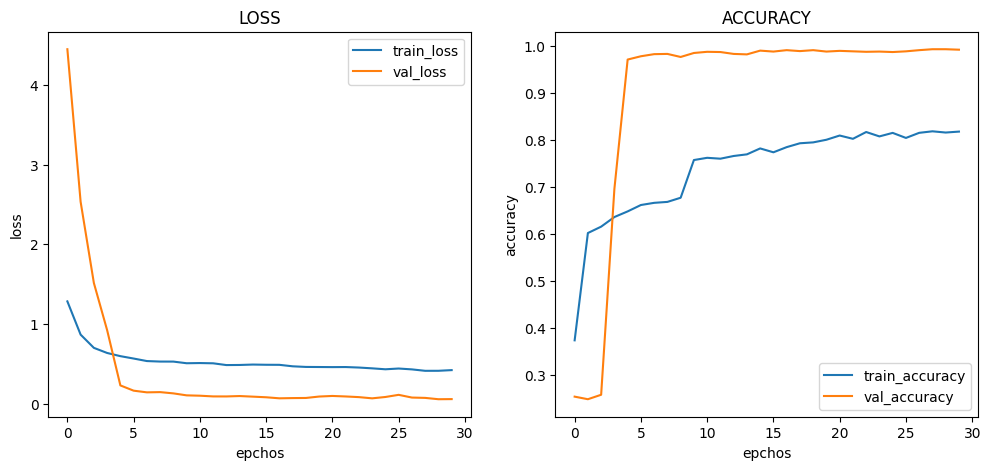 LOSS
train_loss
val_loss
4
3
2
1
0
loss
0 5 10 15 20 25 30
epchos
ACCURACY
1.0
0.9
0.8
0.7
0.6
0.5
0.4
0.3
accuracy
train_accuracy
val_accuracy
0 5 10 15 20 25 30
epchos